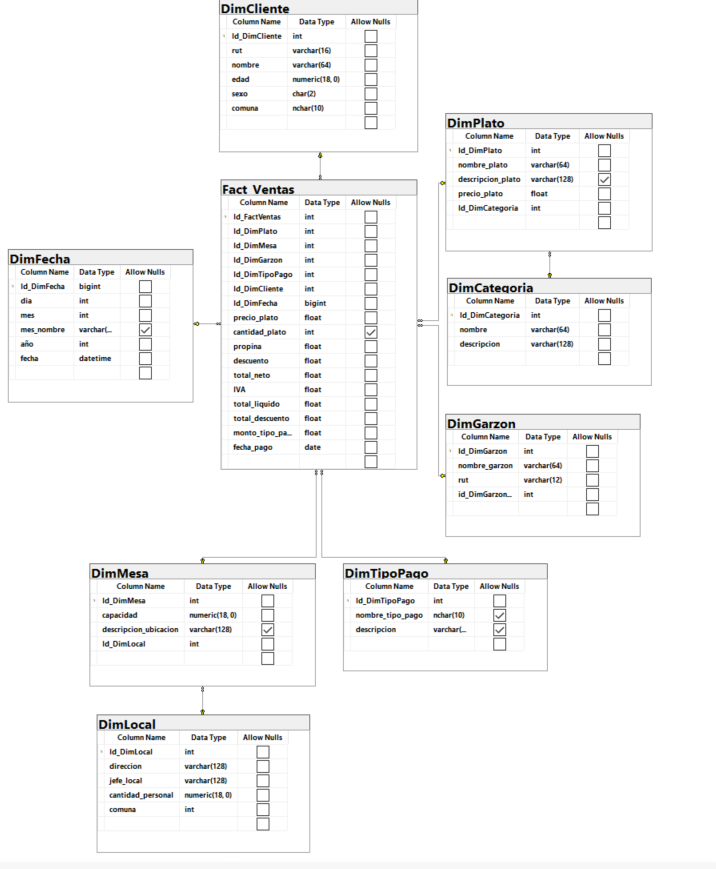 DimCliente
Column Name Data Type Allow Nulls
Id_DimCliente int
rut varchar(16)
nombre varchar(64)
edad numeric(18, 0)
sexo char(2)
comuna nchar(10)
DimPlato
Column Name Data Type Allow Nulls
Id_DimPlato int
nombre_plato varchar(64)
descripcion_plato varchar(128)
precio_plato float
Id_DimCategoria int
Fact_Ventas
Column Name Data Type Allow Nulls
Id_FactVentas int
Id_DimPlato int
Id_DimMesa int
Id_DimGarzon int
Id_DimTipoPago int
Id_DimCliente int
Id_DimFecha bigint
precio_plato float
cantidad_plato int
propina float
descuento float
total_neto float
IVA float
total_liquido float
total_descuento float
monto_tipo_pa... float
fecha_pago date
DimFecha
Column Name Data Type Allow Nulls
Id_DimFecha bigint
dia int
mes int
mes_nombre varchar(...
año int
fecha datetime
DimCategoria
Column Name Data Type Allow Nulls
Id_DimCategoria int
nombre varchar(64)
descripcion varchar(128)
DimGarzon
Column Name Data Type Allow Nulls
Id_DimGarzon int
nombre_garzon varchar(64)
rut varchar(12)
id_DimGarzon... int
DimMesa
Column Name Data Type Allow Nulls
Id_DimMesa int
capacidad numeric(18, 0)
descripcion_ubicacion varchar(128)
Id_DimLocal int
DimTipoPago
Column Name Data Type Allow Nulls
Id_DimTipoPago int
nombre_tipo_pago nchar(10)
descripcion varchar(...
DimLocal
Column Name Data Type Allow Nulls
Id_DimLocal int
direccion varchar(128)
jefe_local varchar(128)
cantidad_personal numeric(18, 0)
comuna int